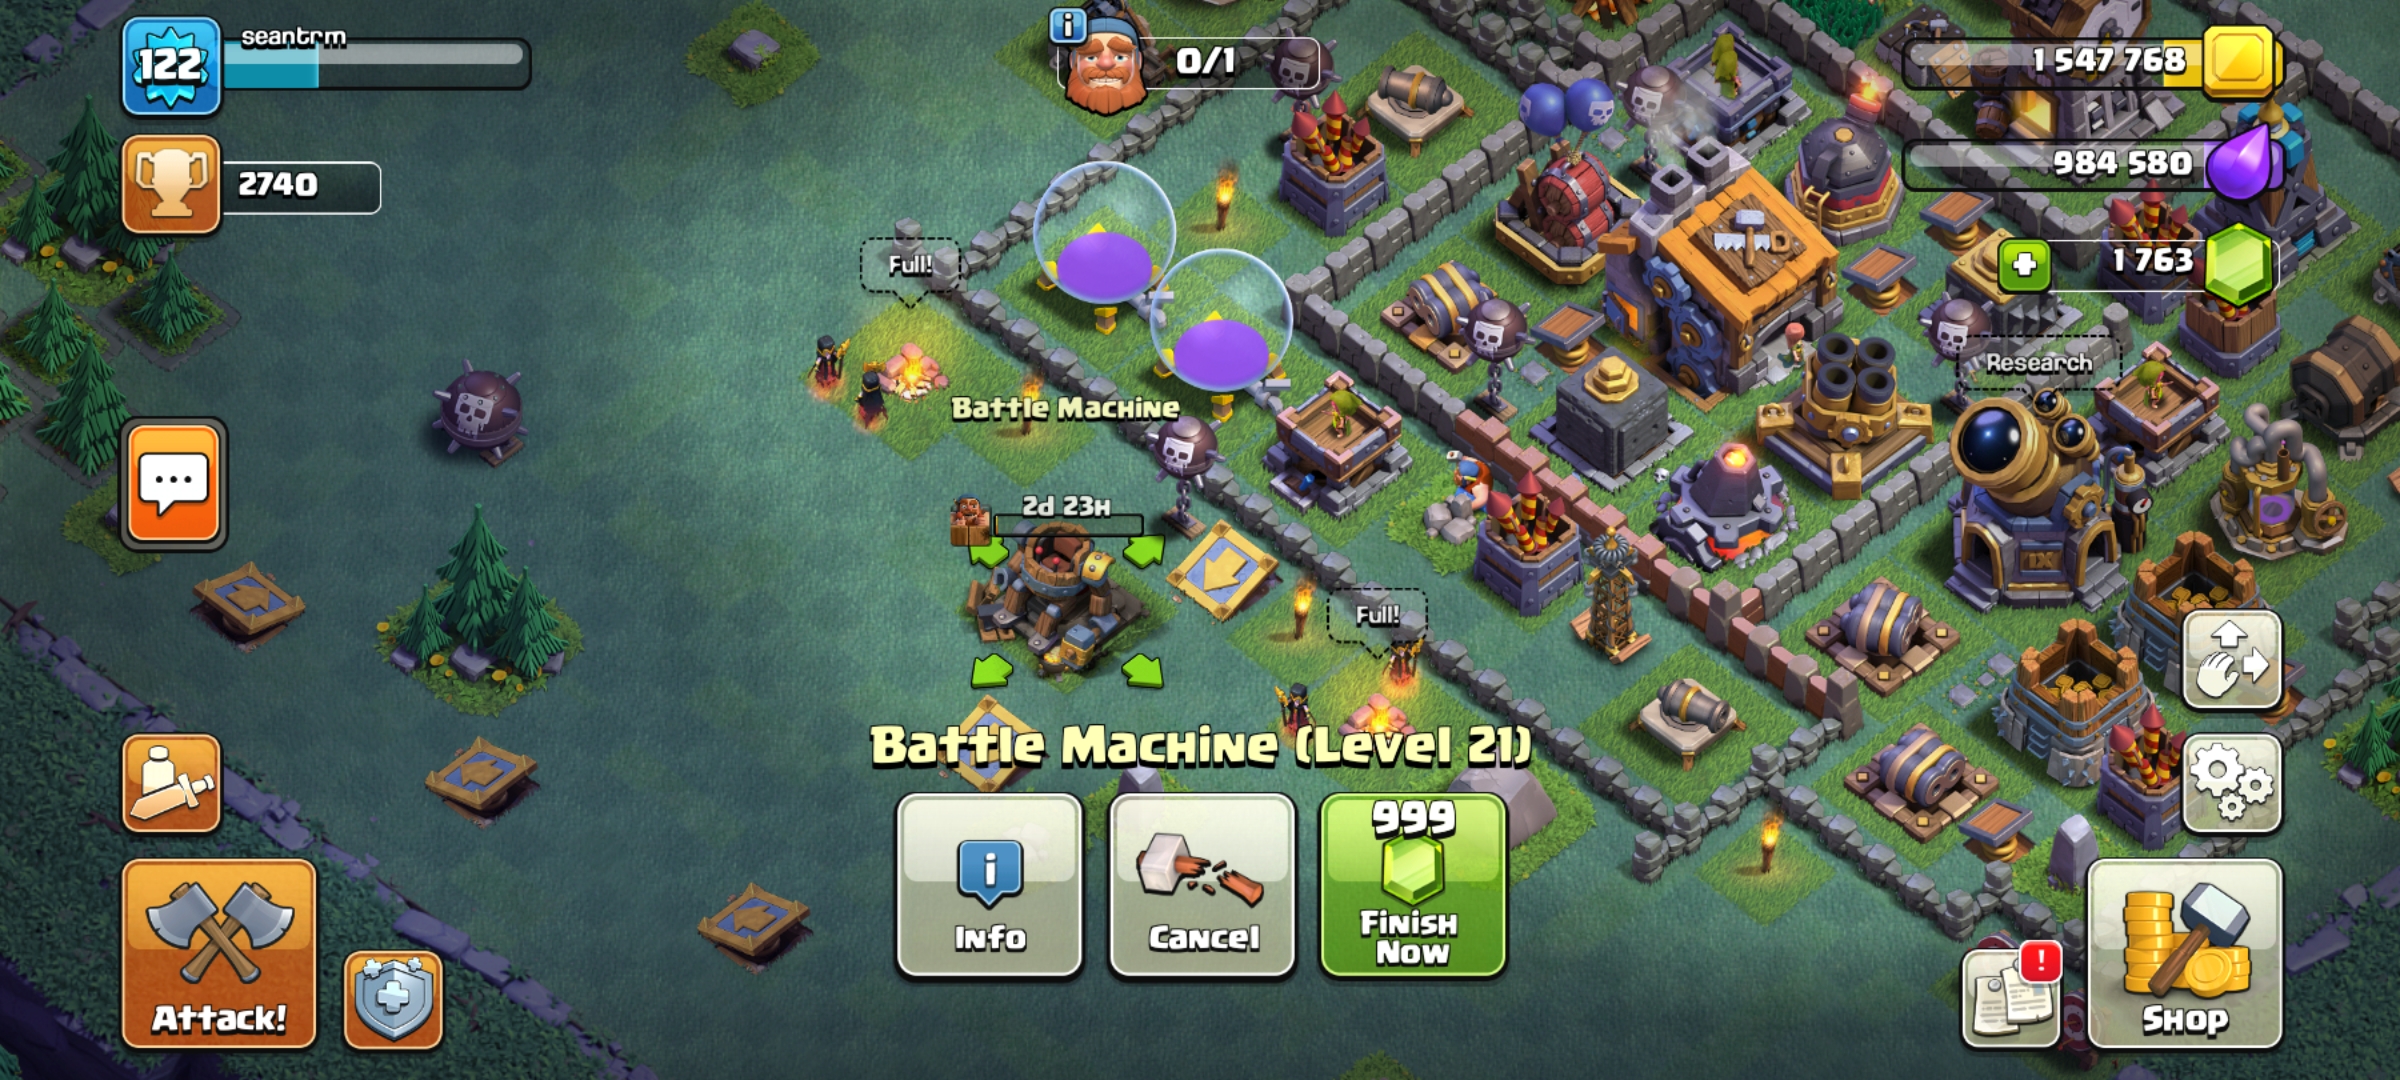 seantrm
122
0/1
1 547 768
984 580
2740
1 763
Full!
Research
Battle Machine
2d 23H
Full!
Battle Machine (Level 21)
999
Info
Cancel
Finish
Now
!
Attack!
Shop